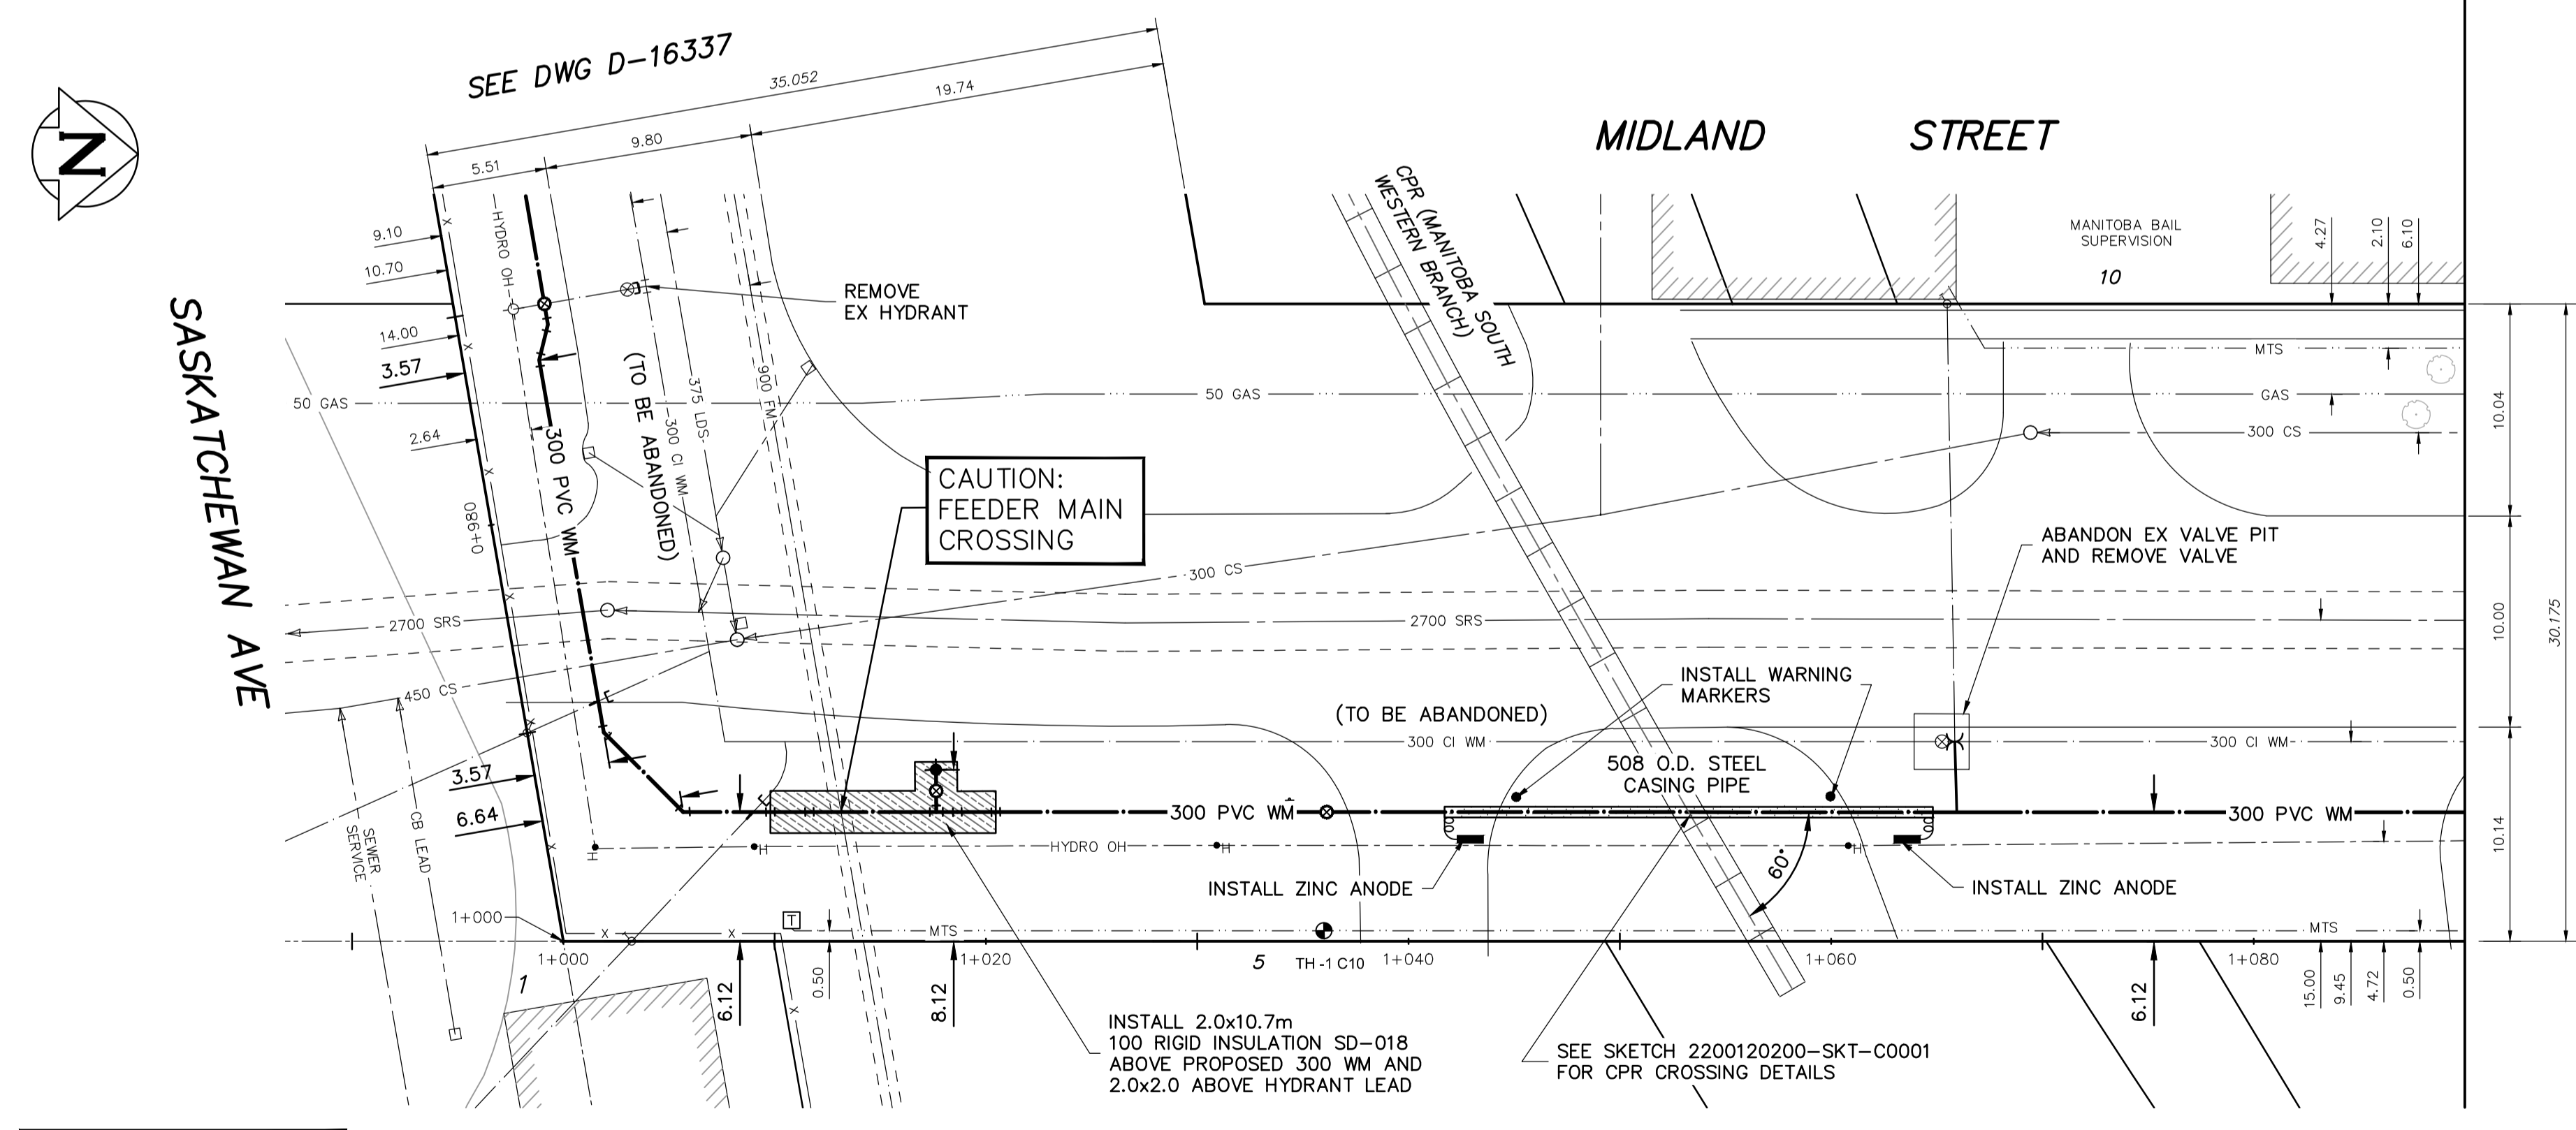 SEE DWG D-16337
35.052
19.74
9.80
5.51
N
MIDLAND STREET
CPR (MANITOBA SOUTH
WESTERN BRANCH)
MANITOBA BAIL
SUPERVISION
10
4.27
2.10
6.10
9.10
10.70
14.00
3.57
2.64
HYDRO OH
REMOVE
EX HYDRANT
SASKATCHEWAN AVE
(TO BE ABANDONED)
300 CI WM
375 LDS
900 FM
300 PVC WM
0+980
50 GAS
50 GAS
MTS
GAS
300 CS
10.04
CAUTION:
FEEDER MAIN
CROSSING
ABANDON EX VALVE PIT
AND REMOVE VALVE
300 CS
2700 SRS
2700 SRS
10.00
30.175
450 CS
INSTALL WARNING
MARKERS
(TO BE ABANDONED)
300 CI WM
300 CI WM
508 O.D. STEEL
CASING PIPE
3.57
6.64
SEWER
SERVICE
CB LEAD
300 PVC WM
300 PVC WM
H
H
HYDRO OH
H
H
60°
10.14
INSTALL ZINC ANODE
INSTALL ZINC ANODE
1+000
T
MTS
MTS
1+000
1+020
5
TH-1 C10
1+040
1+060
1+080
1
6.12
0.50
8.12
6.12
15.00
9.45
4.72
0.50
INSTALL 2.0x10.7m
100 RIGID INSULATION SD-018
ABOVE PROPOSED 300 WM AND
2.0x2.0 ABOVE HYDRANT LEAD
SEE SKETCH 2200120200-SKT-C0001
FOR CPR CROSSING DETAILS